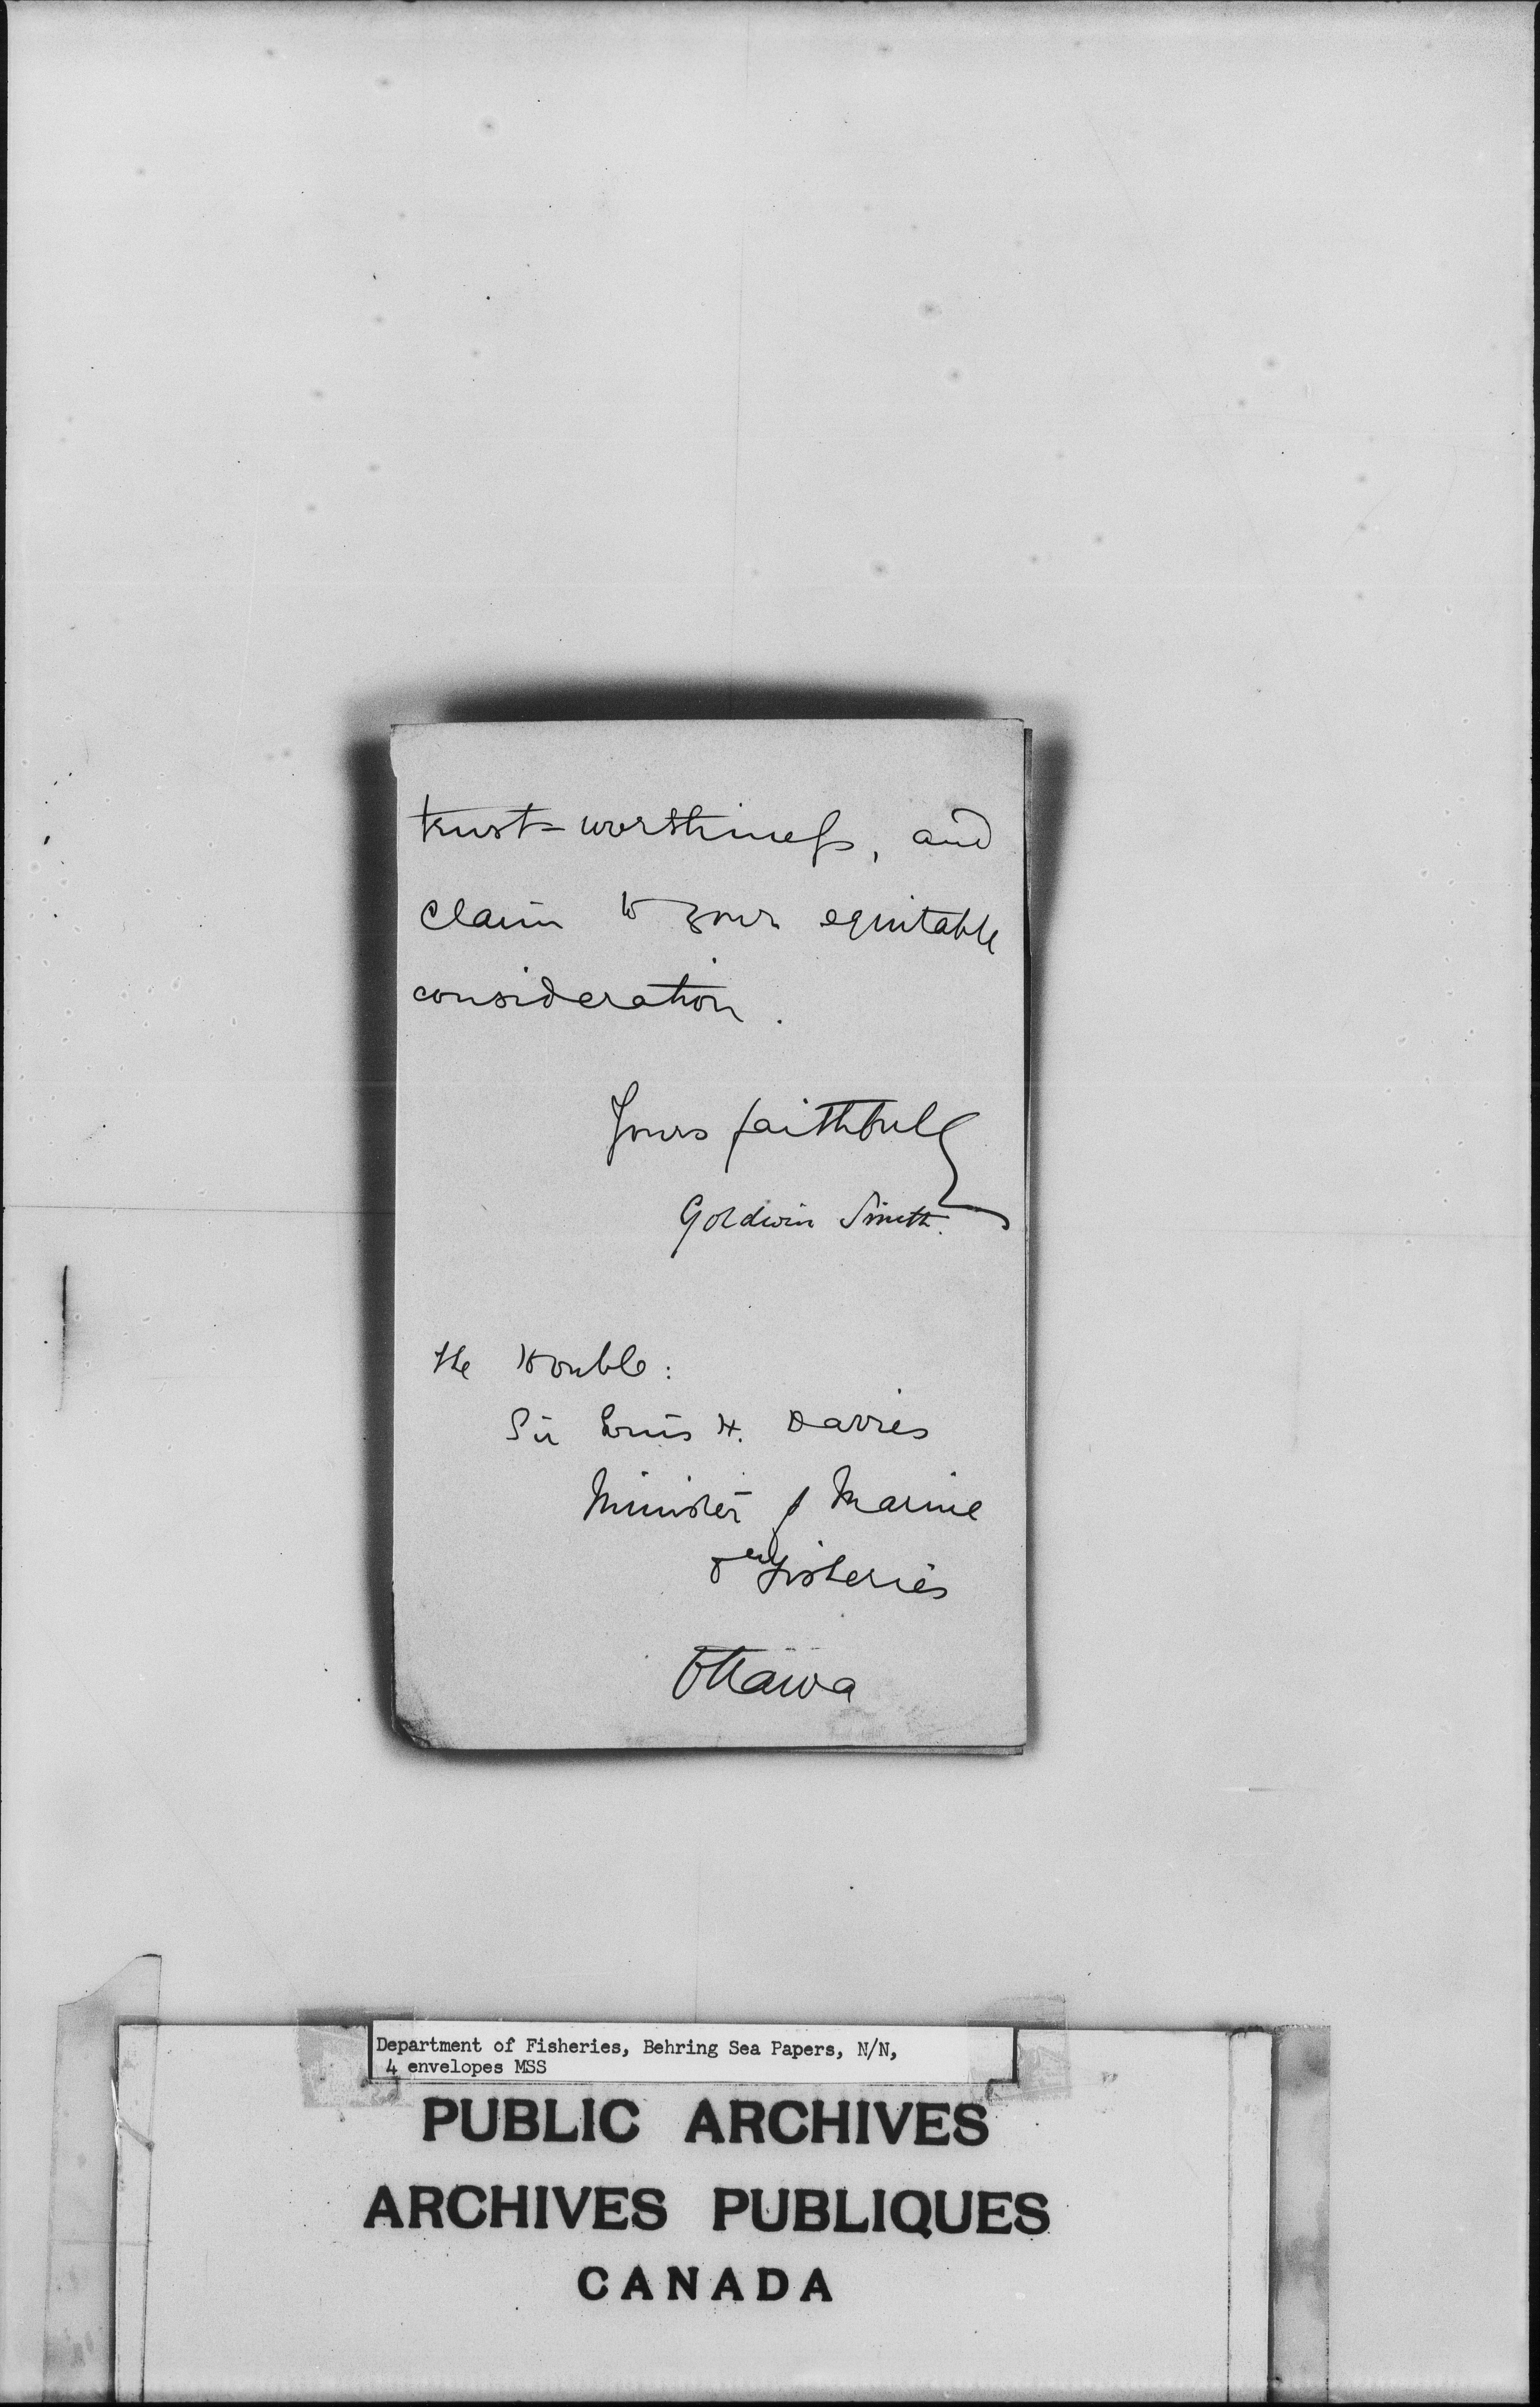 trust-worthiness, and
claim to your equitable
consideration.
Yours faithfully
Goldwin Smith.
The Honble:
Sir Louis H. Davies
Minister of Marine
Fisheries
Ottawa
Department of Fisheries, Behring Sea Papers, N/N,
4 envelopes MSS
PUBLIC ARCHIVES
ARCHIVES PUBLIQUES
CANADA